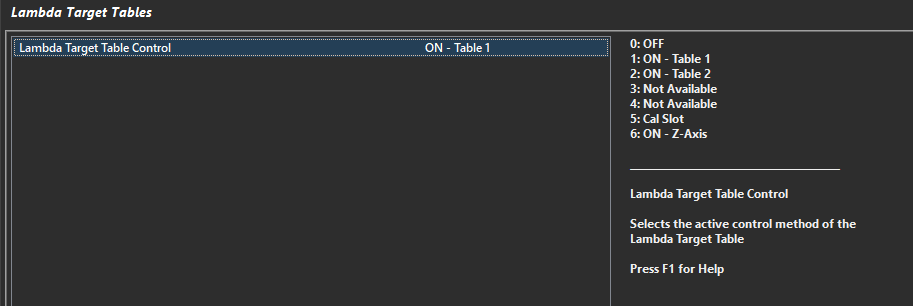 Lambda Target Tables
Lambda Target Table Control ON - Table 1
0: OFF
1: ON - Table 1
2: ON - Table 2
3: Not Available
4: Not Available
5: Cal Slot
6: ON - Z-Axis
Lambda Target Table Control
Selects the active control method of the
Lambda Target Table
Press F1 for Help